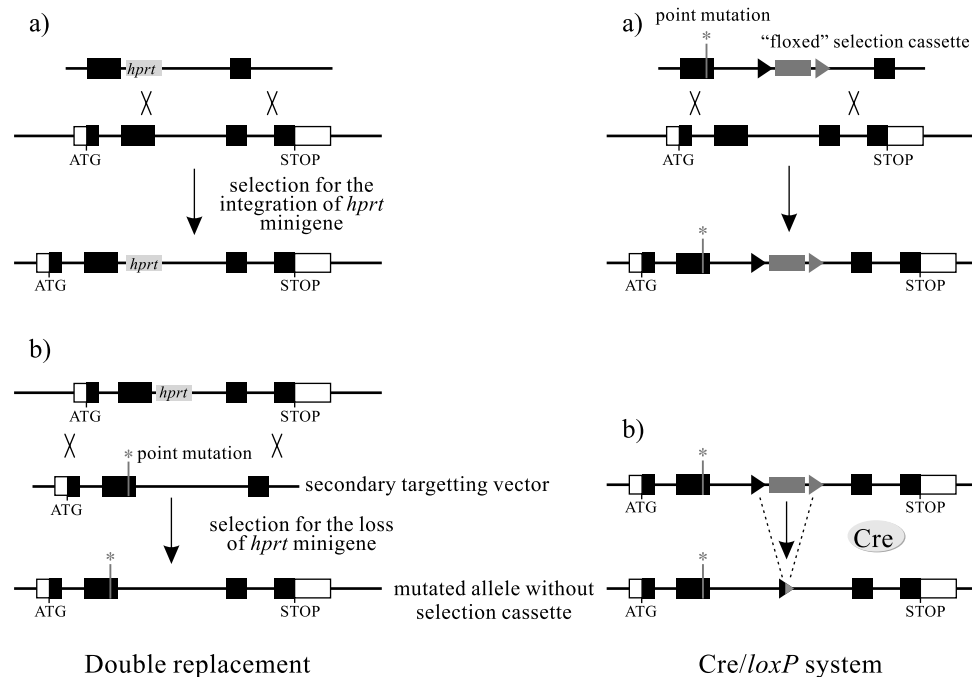 a)
hprt
ATG
STOP
selection for the
integration of hprt
minigene
hprt
ATG
STOP
b)
hprt
ATG
STOP
*
point mutation
ATG
secondary targetting vector
selection for the loss
of hprt minigene
*
ATG
STOP
mutated allele without
selection cassette
Double replacement
a)
point mutation
*
“floxed” selection cassette
ATG
STOP
*
ATG
STOP
b)
*
ATG
STOP
Cre
*
ATG
STOP
Cre/loxP system